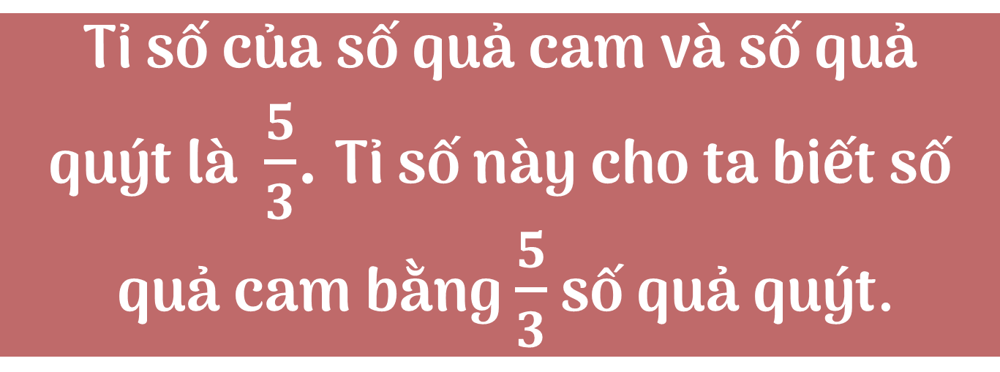 Tỉ số của số quả cam và số quả
quýt là 5/3. Tỉ số này cho ta biết số
quả cam bằng 5/3 số quả quýt.